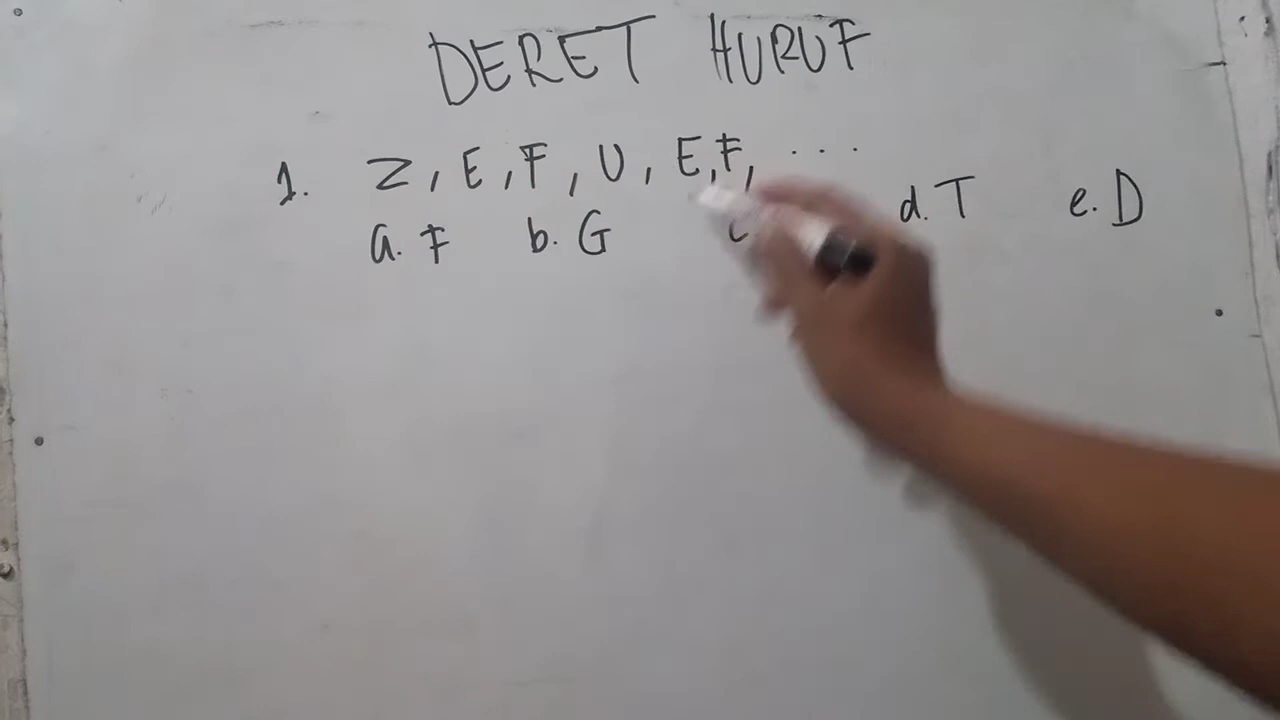 DERET HURUF
1. Z, E, F, U, E, F, ...
a. F b. G d. T e. D